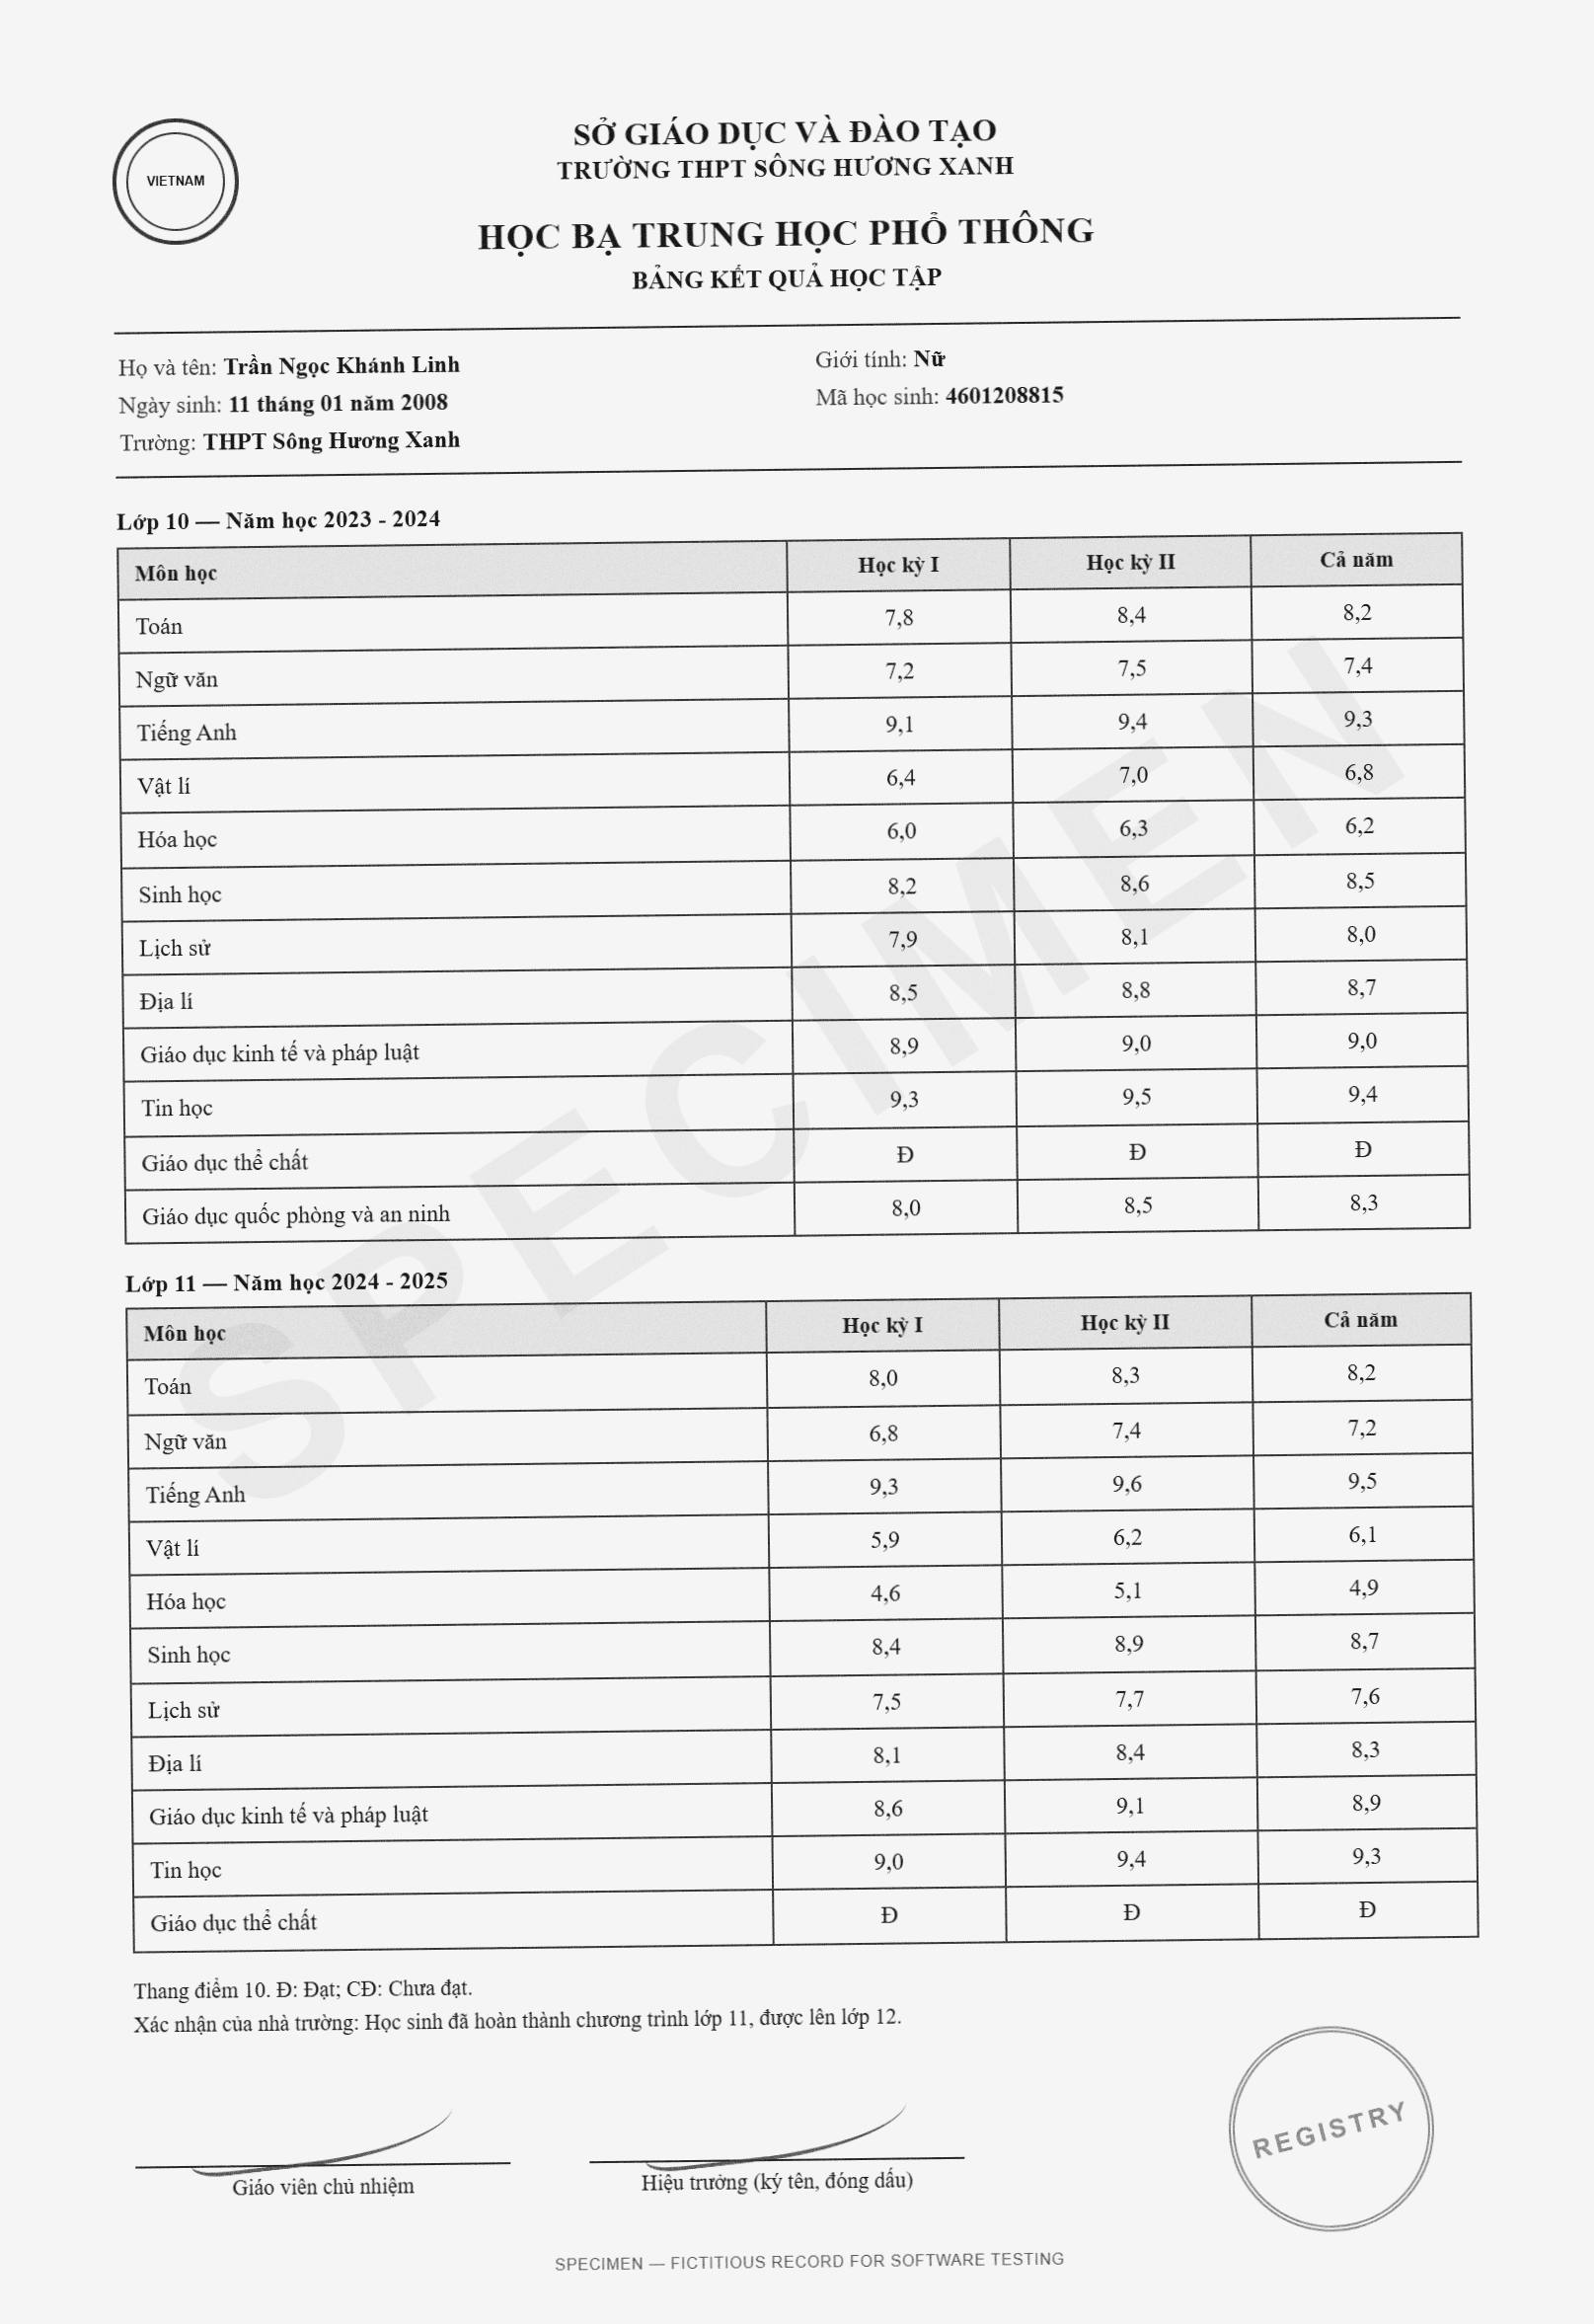 VIETNAM
SỞ GIÁO DỤC VÀ ĐÀO TẠO
TRƯỜNG THPT SÔNG HƯƠNG XANH
HỌC BẠ TRUNG HỌC PHỔ THÔNG
BẢNG KẾT QUẢ HỌC TẬP
Họ và tên: Trần Ngọc Khánh Linh Giới tính: Nữ
Ngày sinh: 11 tháng 01 năm 2008 Mã học sinh: 4601208815
Trường: THPT Sông Hương Xanh
Lớp 10 — Năm học 2023 - 2024
Môn học Học kỳ I Học kỳ II Cả năm
Toán 7,8 8,4 8,2
Ngữ văn 7,2 7,5 7,4
Tiếng Anh 9,1 9,4 9,3
Vật lí 6,4 7,0 6,8
Hóa học 6,0 6,3 6,2
Sinh học 8,2 8,6 8,5
Lịch sử 7,9 8,1 8,0
Địa lí 8,5 8,8 8,7
Giáo dục kinh tế và pháp luật 8,9 9,0 9,0
Tin học 9,3 9,5 9,4
Giáo dục thể chất Đ Đ Đ
Giáo dục quốc phòng và an ninh 8,0 8,5 8,3
Lớp 11 — Năm học 2024 - 2025
Môn học Học kỳ I Học kỳ II Cả năm
Toán 8,0 8,3 8,2
Ngữ văn 6,8 7,4 7,2
Tiếng Anh 9,3 9,6 9,5
Vật lí 5,9 6,2 6,1
Hóa học 4,6 5,1 4,9
Sinh học 8,4 8,9 8,7
Lịch sử 7,5 7,7 7,6
Địa lí 8,1 8,4 8,3
Giáo dục kinh tế và pháp luật 8,6 9,1 8,9
Tin học 9,0 9,4 9,3
Giáo dục thể chất Đ Đ Đ
Thang điểm 10. Đ: Đạt; CĐ: Chưa đạt.
Xác nhận của nhà trường: Học sinh đã hoàn thành chương trình lớp 11, được lên lớp 12.
Giáo viên chủ nhiệm Hiệu trưởng (ký tên, đóng dấu)
REGISTRY
SPECIMEN
SPECIMEN — FICTITIOUS RECORD FOR SOFTWARE TESTING